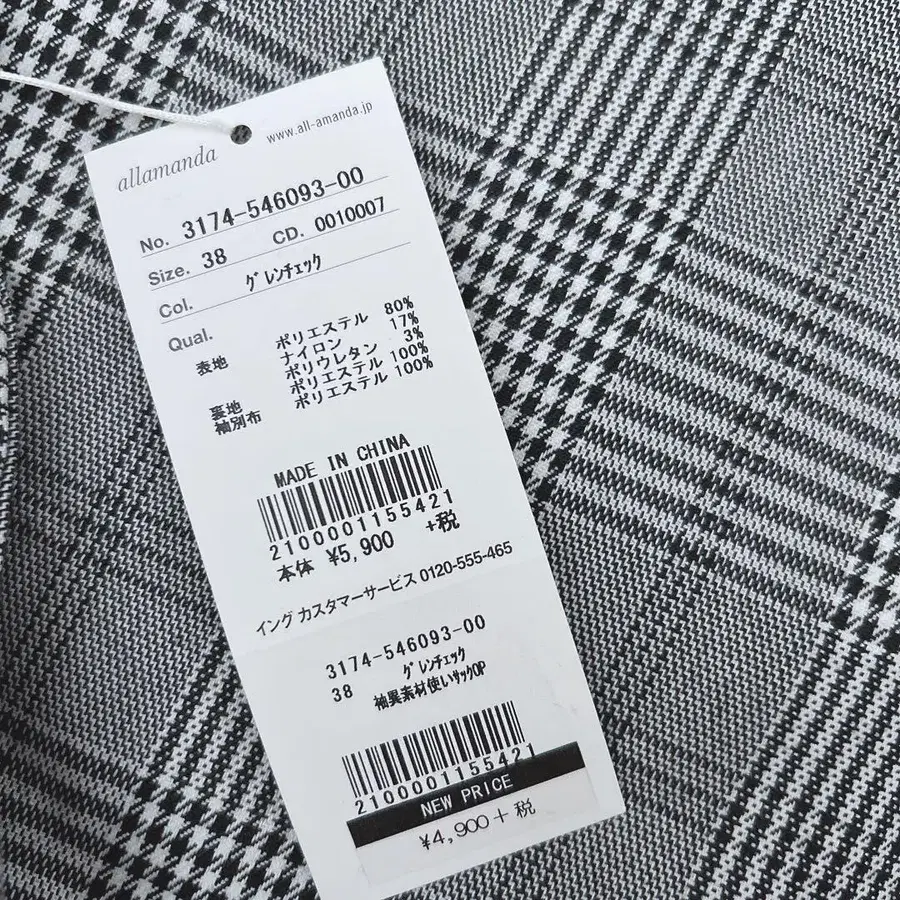 allamanda
www.all-amanda.jp
No. 3174-546093-00
Size. 38 CD. 0010007
Col. グレンチェック
Qual.
表地 ポリエステル 80%
ナイロン 17%
ポリウレタン 3%
裏地 ポリエステル 100%
袖別布 ポリエステル 100%
MADE IN CHINA
2100001155421
本体 ¥5,900 +税
イング カスタマーサービス 0120-555-465
3174-546093-00
38 グレンチェック
袖異素材使いサックOP
2100001155421
NEW PRICE
¥4,900+税